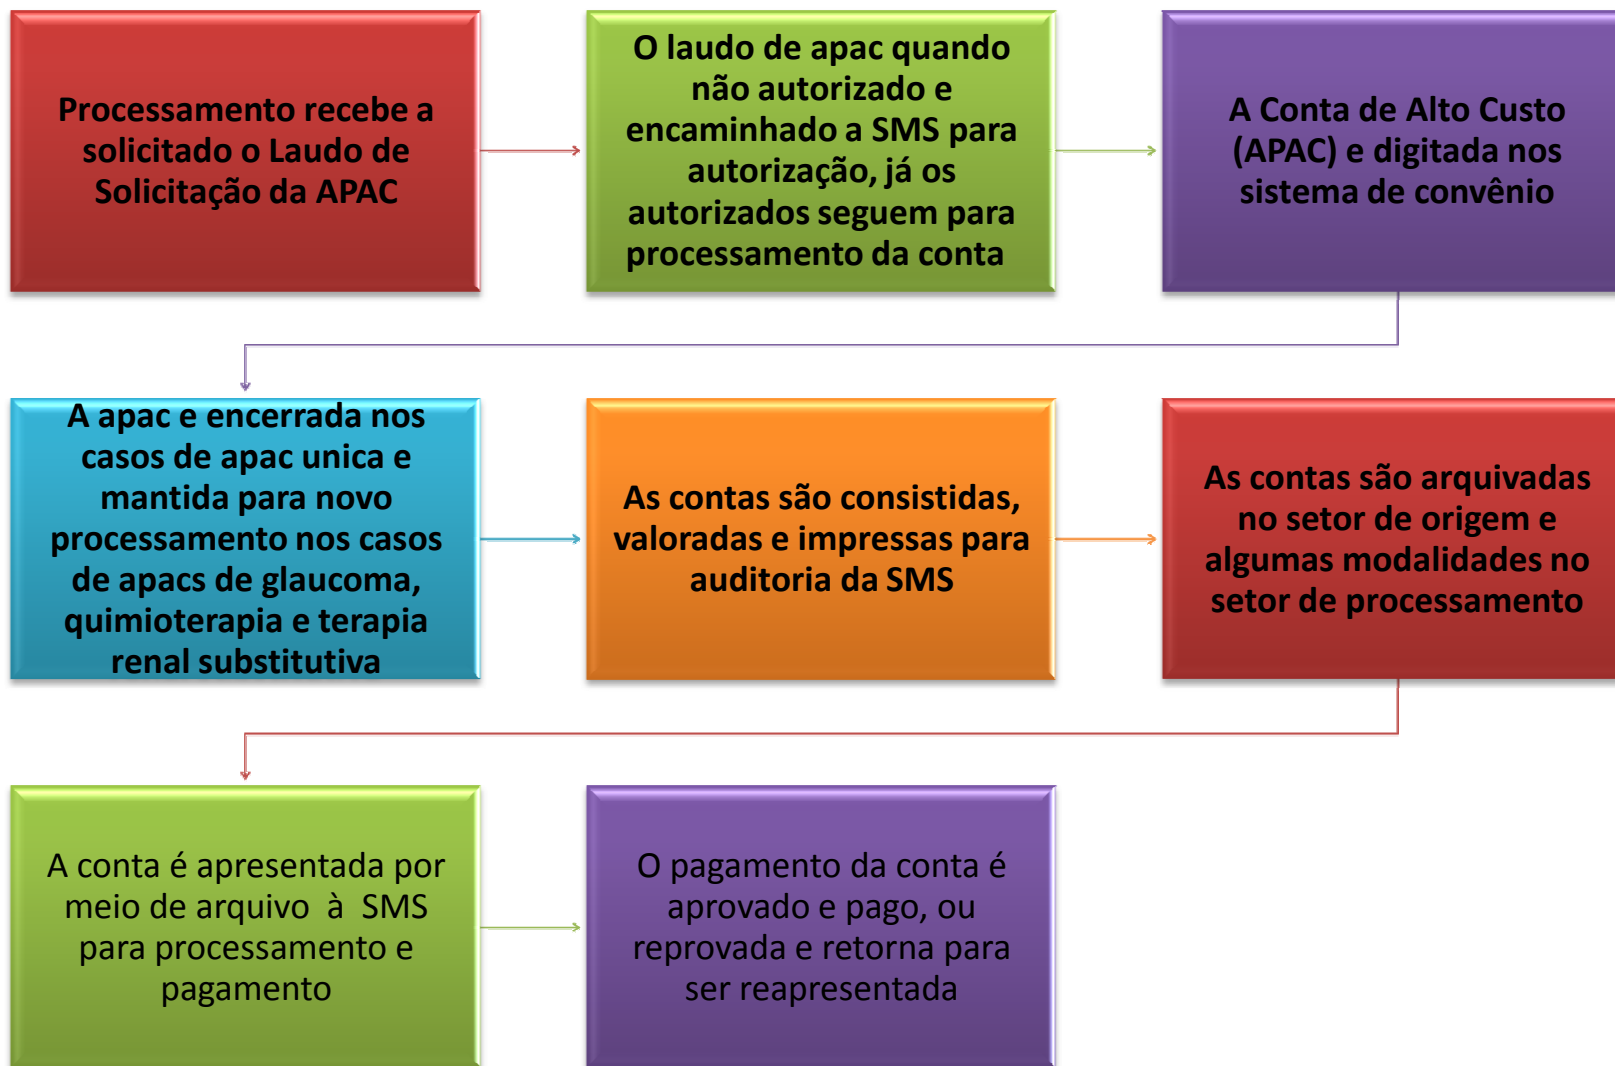 Processamento recebe a
solicitado o Laudo de
Solicitação da APAC
O laudo de apac quando
não autorizado e
encaminhado a SMS para
autorização, já os
autorizados seguem para
processamento da conta
A Conta de Alto Custo
(APAC) e digitada nos
sistema de convênio
A apac e encerrada nos
casos de apac unica e
mantida para novo
processamento nos casos
de apacs de glaucoma,
quimioterapia e terapia
renal substitutiva
As contas são consistidas,
valoradas e impressas para
auditoria da SMS
As contas são arquivadas
no setor de origem e
algumas modalidades no
setor de processamento
A conta é apresentada por
meio de arquivo à SMS
para processamento e
pagamento
O pagamento da conta é
aprovado e pago, ou
reprovada e retorna para
ser reapresentada